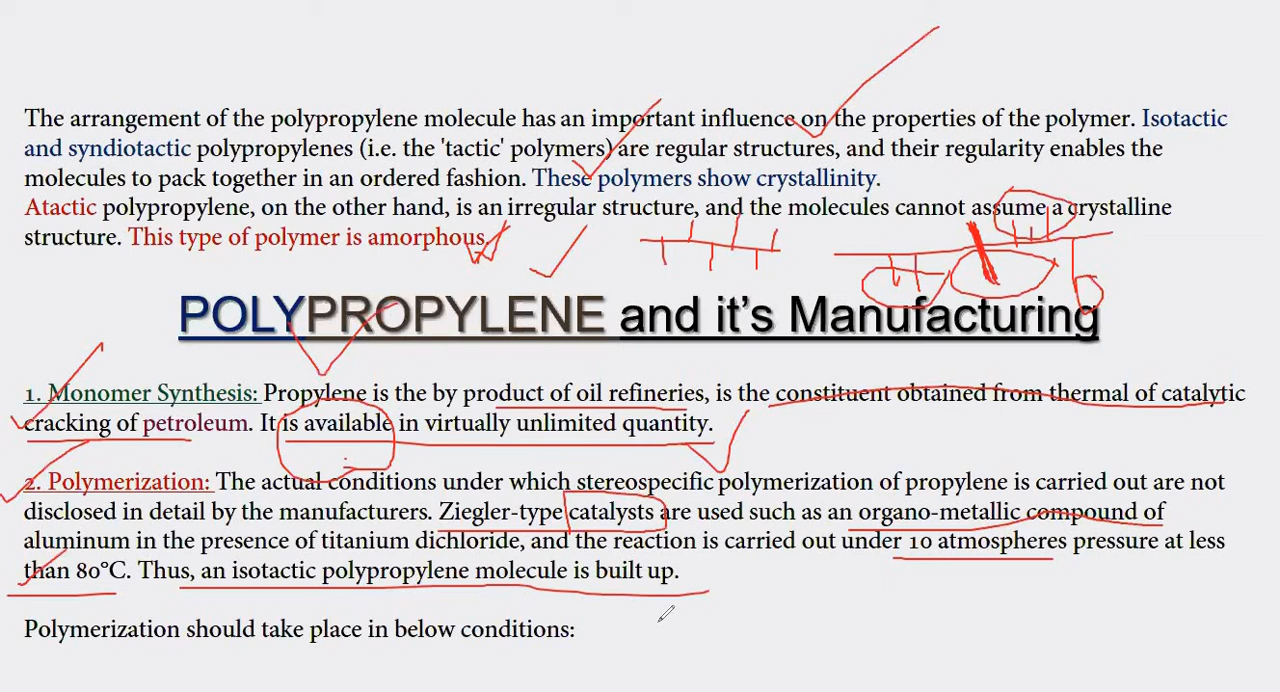 The arrangement of the polypropylene molecule has an important influence on the properties of the polymer. Isotactic
and syndiotactic polypropylenes (i.e. the 'tactic' polymers) are regular structures, and their regularity enables the
molecules to pack together in an ordered fashion. These polymers show crystallinity.
Atactic polypropylene, on the other hand, is an irregular structure, and the molecules cannot assume a crystalline
structure. This type of polymer is amorphous.
POLYPROPYLENE and it's Manufacturing
1. Monomer Synthesis: Propylene is the by product of oil refineries, is the constituent obtained from thermal of catalytic
cracking of petroleum. It is available in virtually unlimited quantity.
2. Polymerization: The actual conditions under which stereospecific polymerization of propylene is carried out are not
disclosed in detail by the manufacturers. Ziegler-type catalysts are used such as an organo-metallic compound of
aluminum in the presence of titanium dichloride, and the reaction is carried out under 10 atmospheres pressure at less
than 80°C. Thus, an isotactic polypropylene molecule is built up.
Polymerization should take place in below conditions: